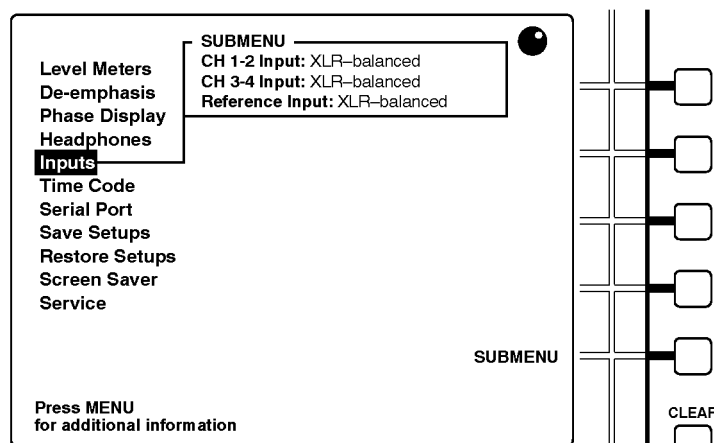 SUBMENU
CH 1-2 Input: XLR–balanced
CH 3-4 Input: XLR–balanced
Reference Input: XLR–balanced
Level Meters
De-emphasis
Phase Display
Headphones
Inputs
Time Code
Serial Port
Save Setups
Restore Setups
Screen Saver
Service
SUBMENU
Press MENU
for additional information
CLEAR